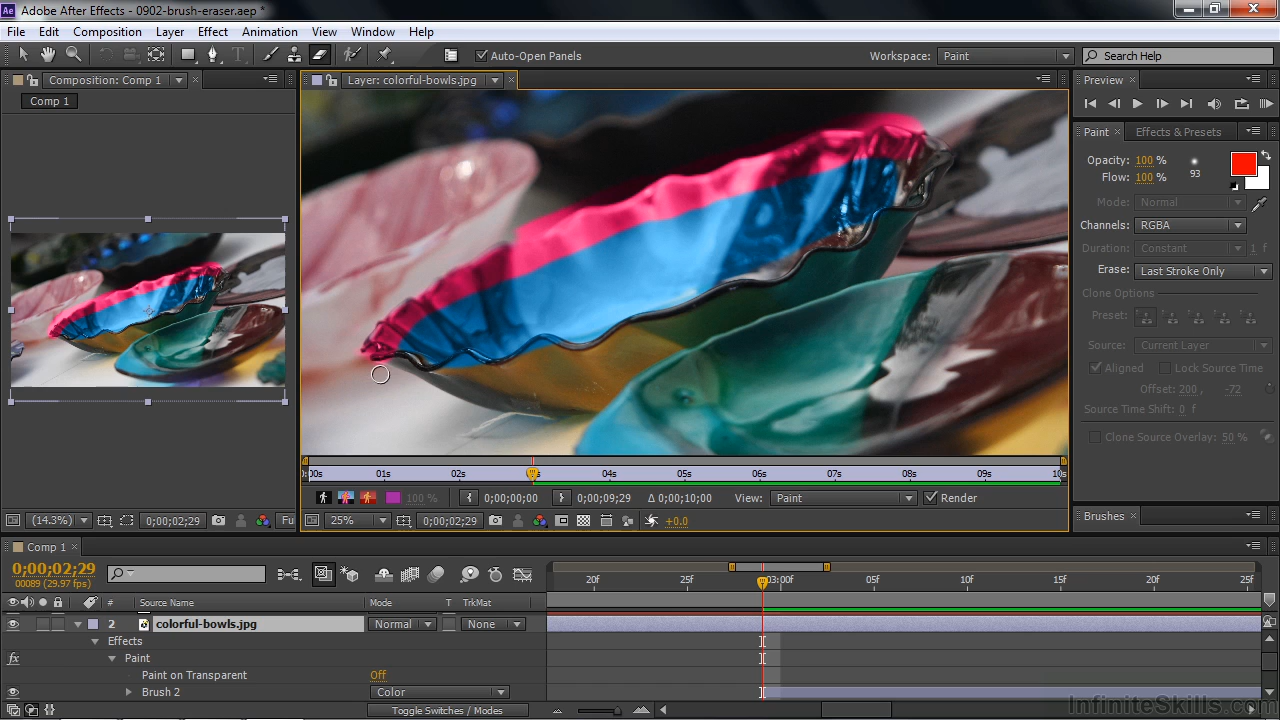 Ae Adobe After Effects - 0902-brush-eraser.aep *
File Edit Composition Layer Effect Animation View Window Help
T Auto-Open Panels Workspace: Paint Search Help
Composition: Comp 1
Comp 1
Layer: colorful-bowls.jpg
Preview
Paint Effects & Presets
Opacity: 100 %
Flow: 100 %
93
Mode: Normal
Channels: RGBA
Duration: Constant 1 f
Erase: Last Stroke Only
Clone Options
Preset:
Source: Current Layer
Aligned Lock Source Time
Offset: 200 , -72
Source Time Shift: 0 f
Clone Source Overlay: 50 %
Brushes
00s 01s 02s 04s 05s 06s 07s 08s 09s 10s
100 % 0;00;00;00 0;00;09;29 Δ 0;00;10;00 View: Paint Render
(14.3%) 0;00;02;29 Fu
25% 0;00;02;29 +0.0
Comp 1
0;00;02;29
00089 (29.97 fps)
20f 25f 03:00f 05f 10f 15f 20f 25f
# Source Name Mode T TrkMat
2 colorful-bowls.jpg Normal None
Effects
fx Paint
Paint on Transparent Off
Brush 2 Color
Toggle Switches / Modes
InfiniteSkills.com